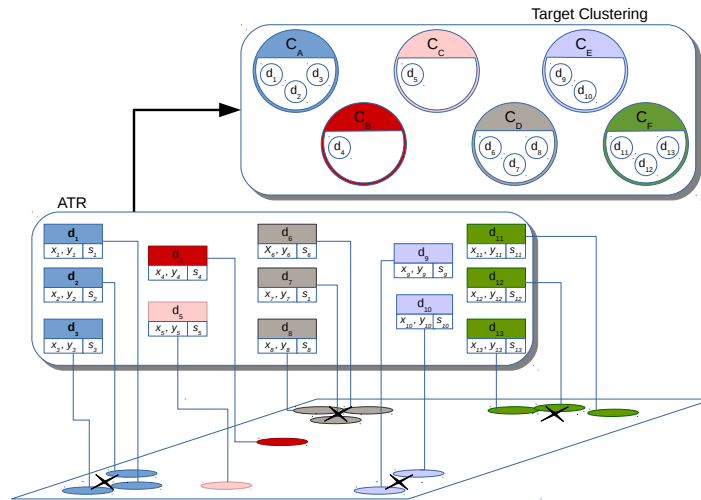 Target Clustering
C_A
C_C
C_E
d_1
d_3
d_2
d_5
d_9
d_10
C_B
C_D
C_F
d_4
d_6
d_8
d_7
d_11
d_13
d_12
ATR
d_1
x_1, y_1 s_1
d_2
x_2, y_2 s_2
d_3
x_3, y_3 s_3
d_4
x_4, y_4 s_4
d_5
x_5, y_5 s_5
d_6
x_6, y_6 s_6
d_7
x_7, y_7 s_1
d_8
x_8, y_8 s_8
d_9
x_9, y_9 s_9
d_10
x_10, y_10 s_10
d_11
x_11, y_11 s_11
d_12
x_12, y_12 s_12
d_13
x_13, y_13 s_13